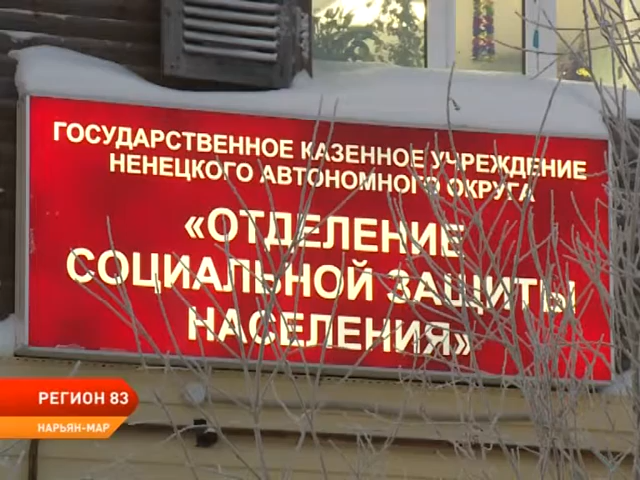 ГОСУДАРСТВЕННОЕ КАЗЕННОЕ УЧРЕЖДЕНИЕ
НЕНЕЦКОГО АВТОНОМНОГО ОКРУГА
«ОТДЕЛЕНИЕ
СОЦИАЛЬНОЙ ЗАЩИТЫ
НАСЕЛЕНИЯ»
РЕГИОН 83
НАРЬЯН-МАР